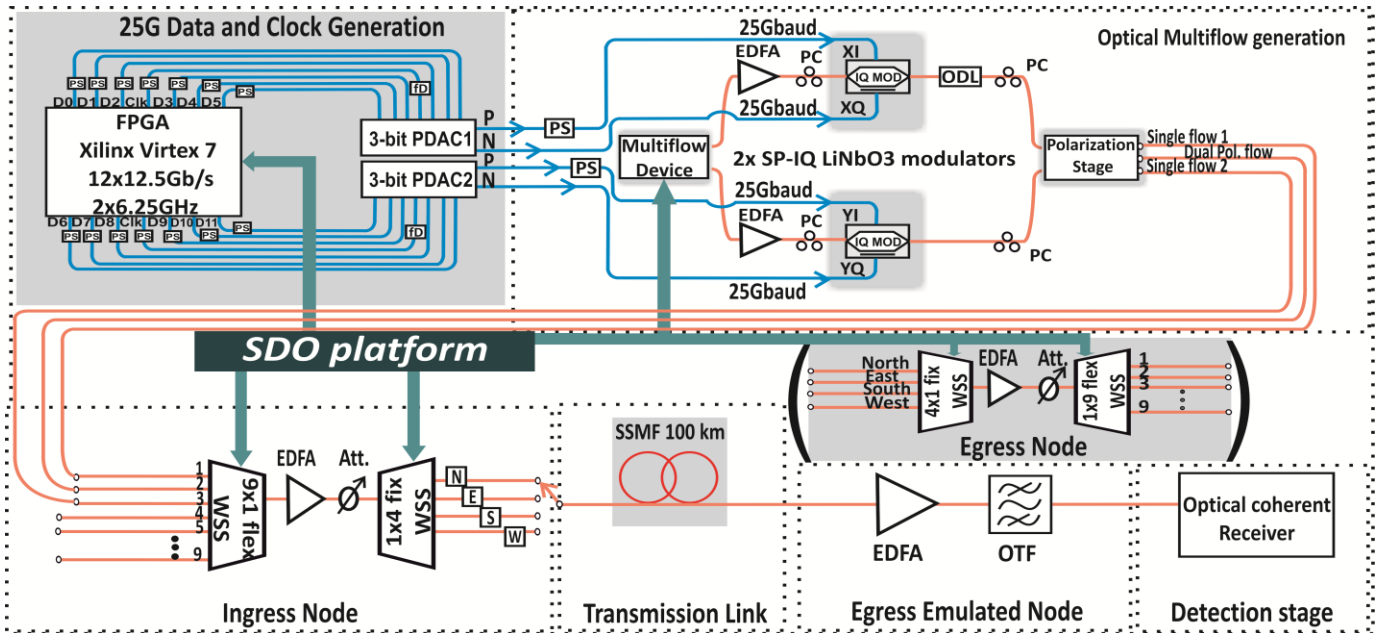 25G Data and Clock Generation
PS PS PS PS PS PS PS fD
D0 D1 D2 Clk D3 D4 D5
FPGA
Xilinx Virtex 7
12x12.5Gb/s
2x6.25GHz
D6 D7 D8 Clk D9 D10 D11
PS PS PS PS PS PS PS fD
3-bit PDAC1
3-bit PDAC2
P
N
P
N
PS
PS
Optical Multiflow generation
25Gbaud
EDFA
PC
XI
IQ MOD
XQ
ODL
PC
25Gbaud
Multiflow
Device
2x SP-IQ LiNbO3 modulators
Polarization
Stage
Single flow 1
Dual Pol. flow
Single flow 2
25Gbaud
EDFA
PC
YI
IQ MOD
YQ
PC
25Gbaud
SDO platform
North
East
South
West
4x1 fix
WSS
EDFA
Att.
1x9 flex
WSS
1
2
3
9
Egress Node
1
2
3
4
5
9
9x1 flex
WSS
EDFA
Att.
1x4 fix
WSS
N
E
S
W
Ingress Node
SSMF 100 km
Transmission Link
EDFA
OTF
Egress Emulated Node
Optical coherent
Receiver
Detection stage